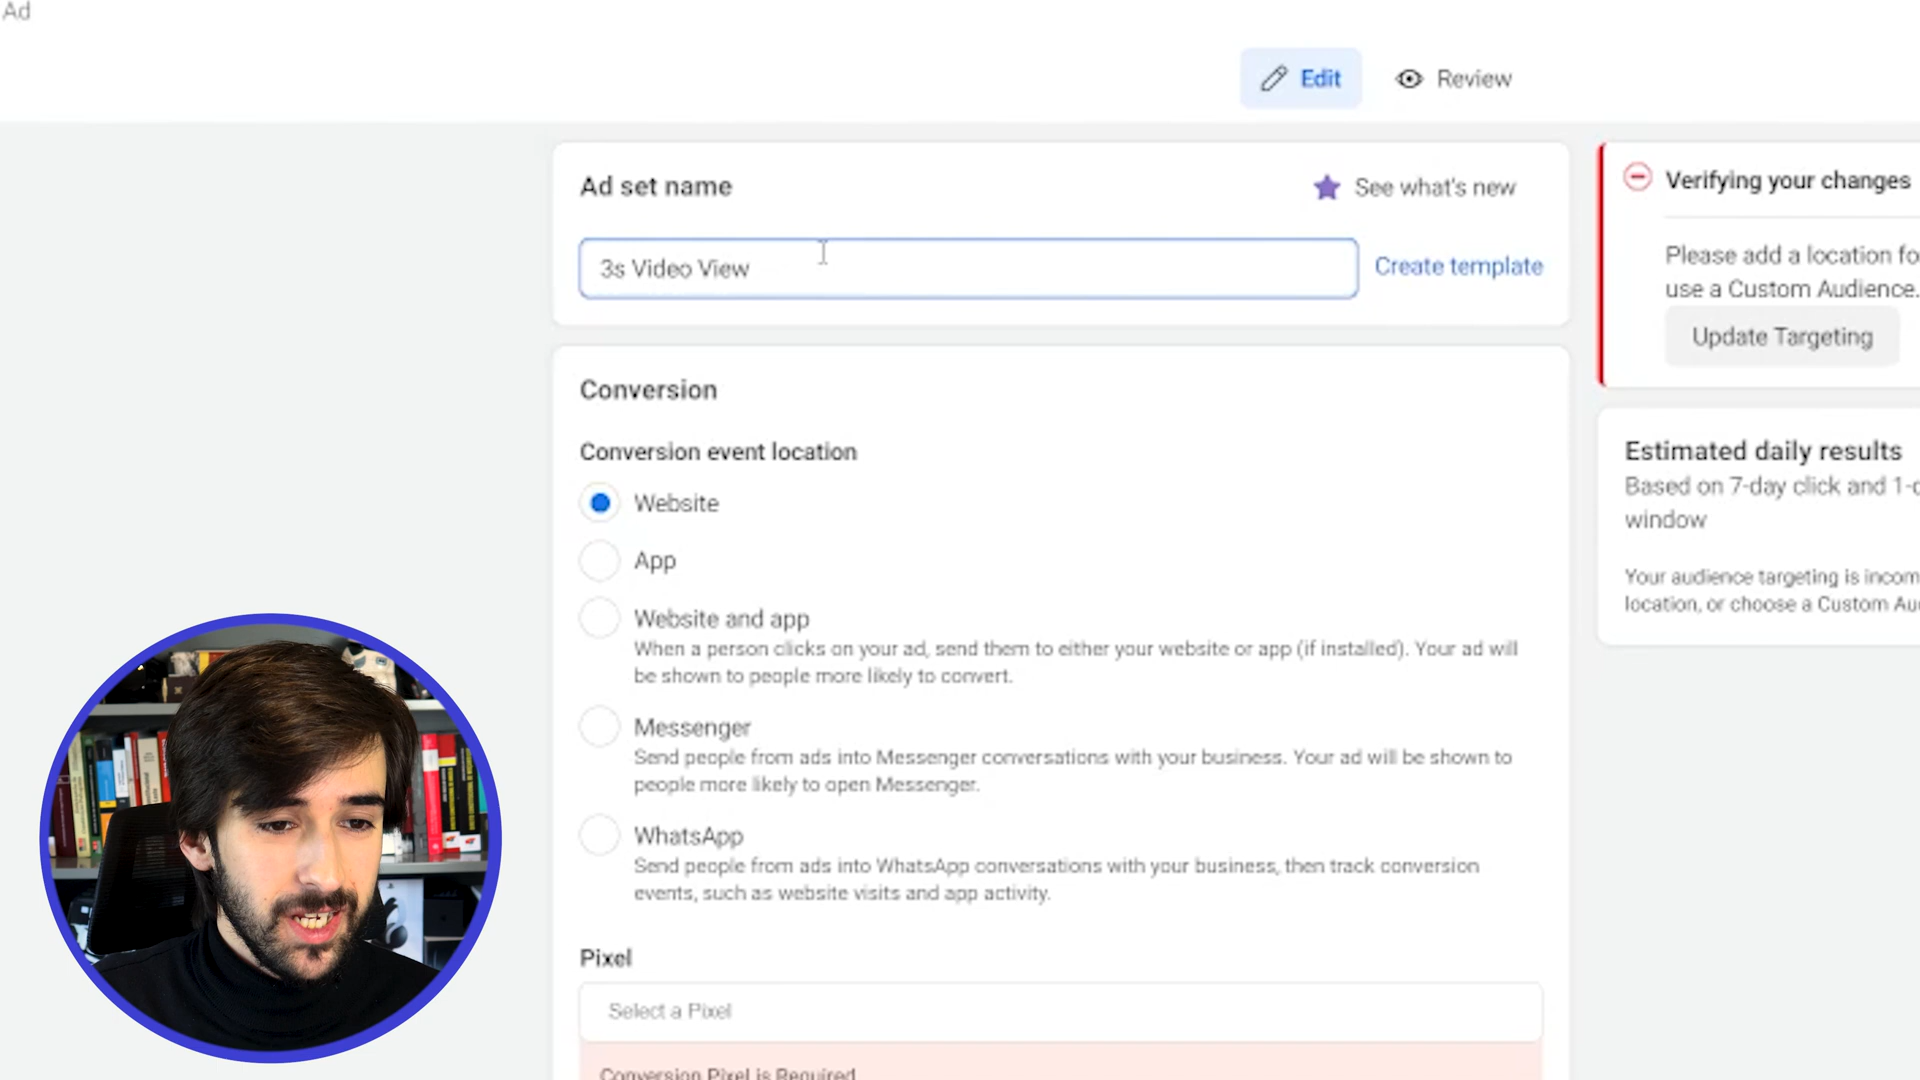 Ad
Edit
Review
Ad set name
See what's new
3s Video View
Create template
Conversion
Conversion event location
Website
App
Website and app
When a person clicks on your ad, send them to either your website or app (if installed). Your ad will
be shown to people more likely to convert.
Messenger
Send people from ads into Messenger conversations with your business. Your ad will be shown to
people more likely to open Messenger.
WhatsApp
Send people from ads into WhatsApp conversations with your business, then track conversion
events, such as website visits and app activity.
Pixel
Select a Pixel
Conversion Pixel is Required
Verifying your changes
Please add a location fo
use a Custom Audience.
Update Targeting
Estimated daily results
Based on 7-day click and 1-
window
Your audience targeting is incom
location, or choose a Custom Au